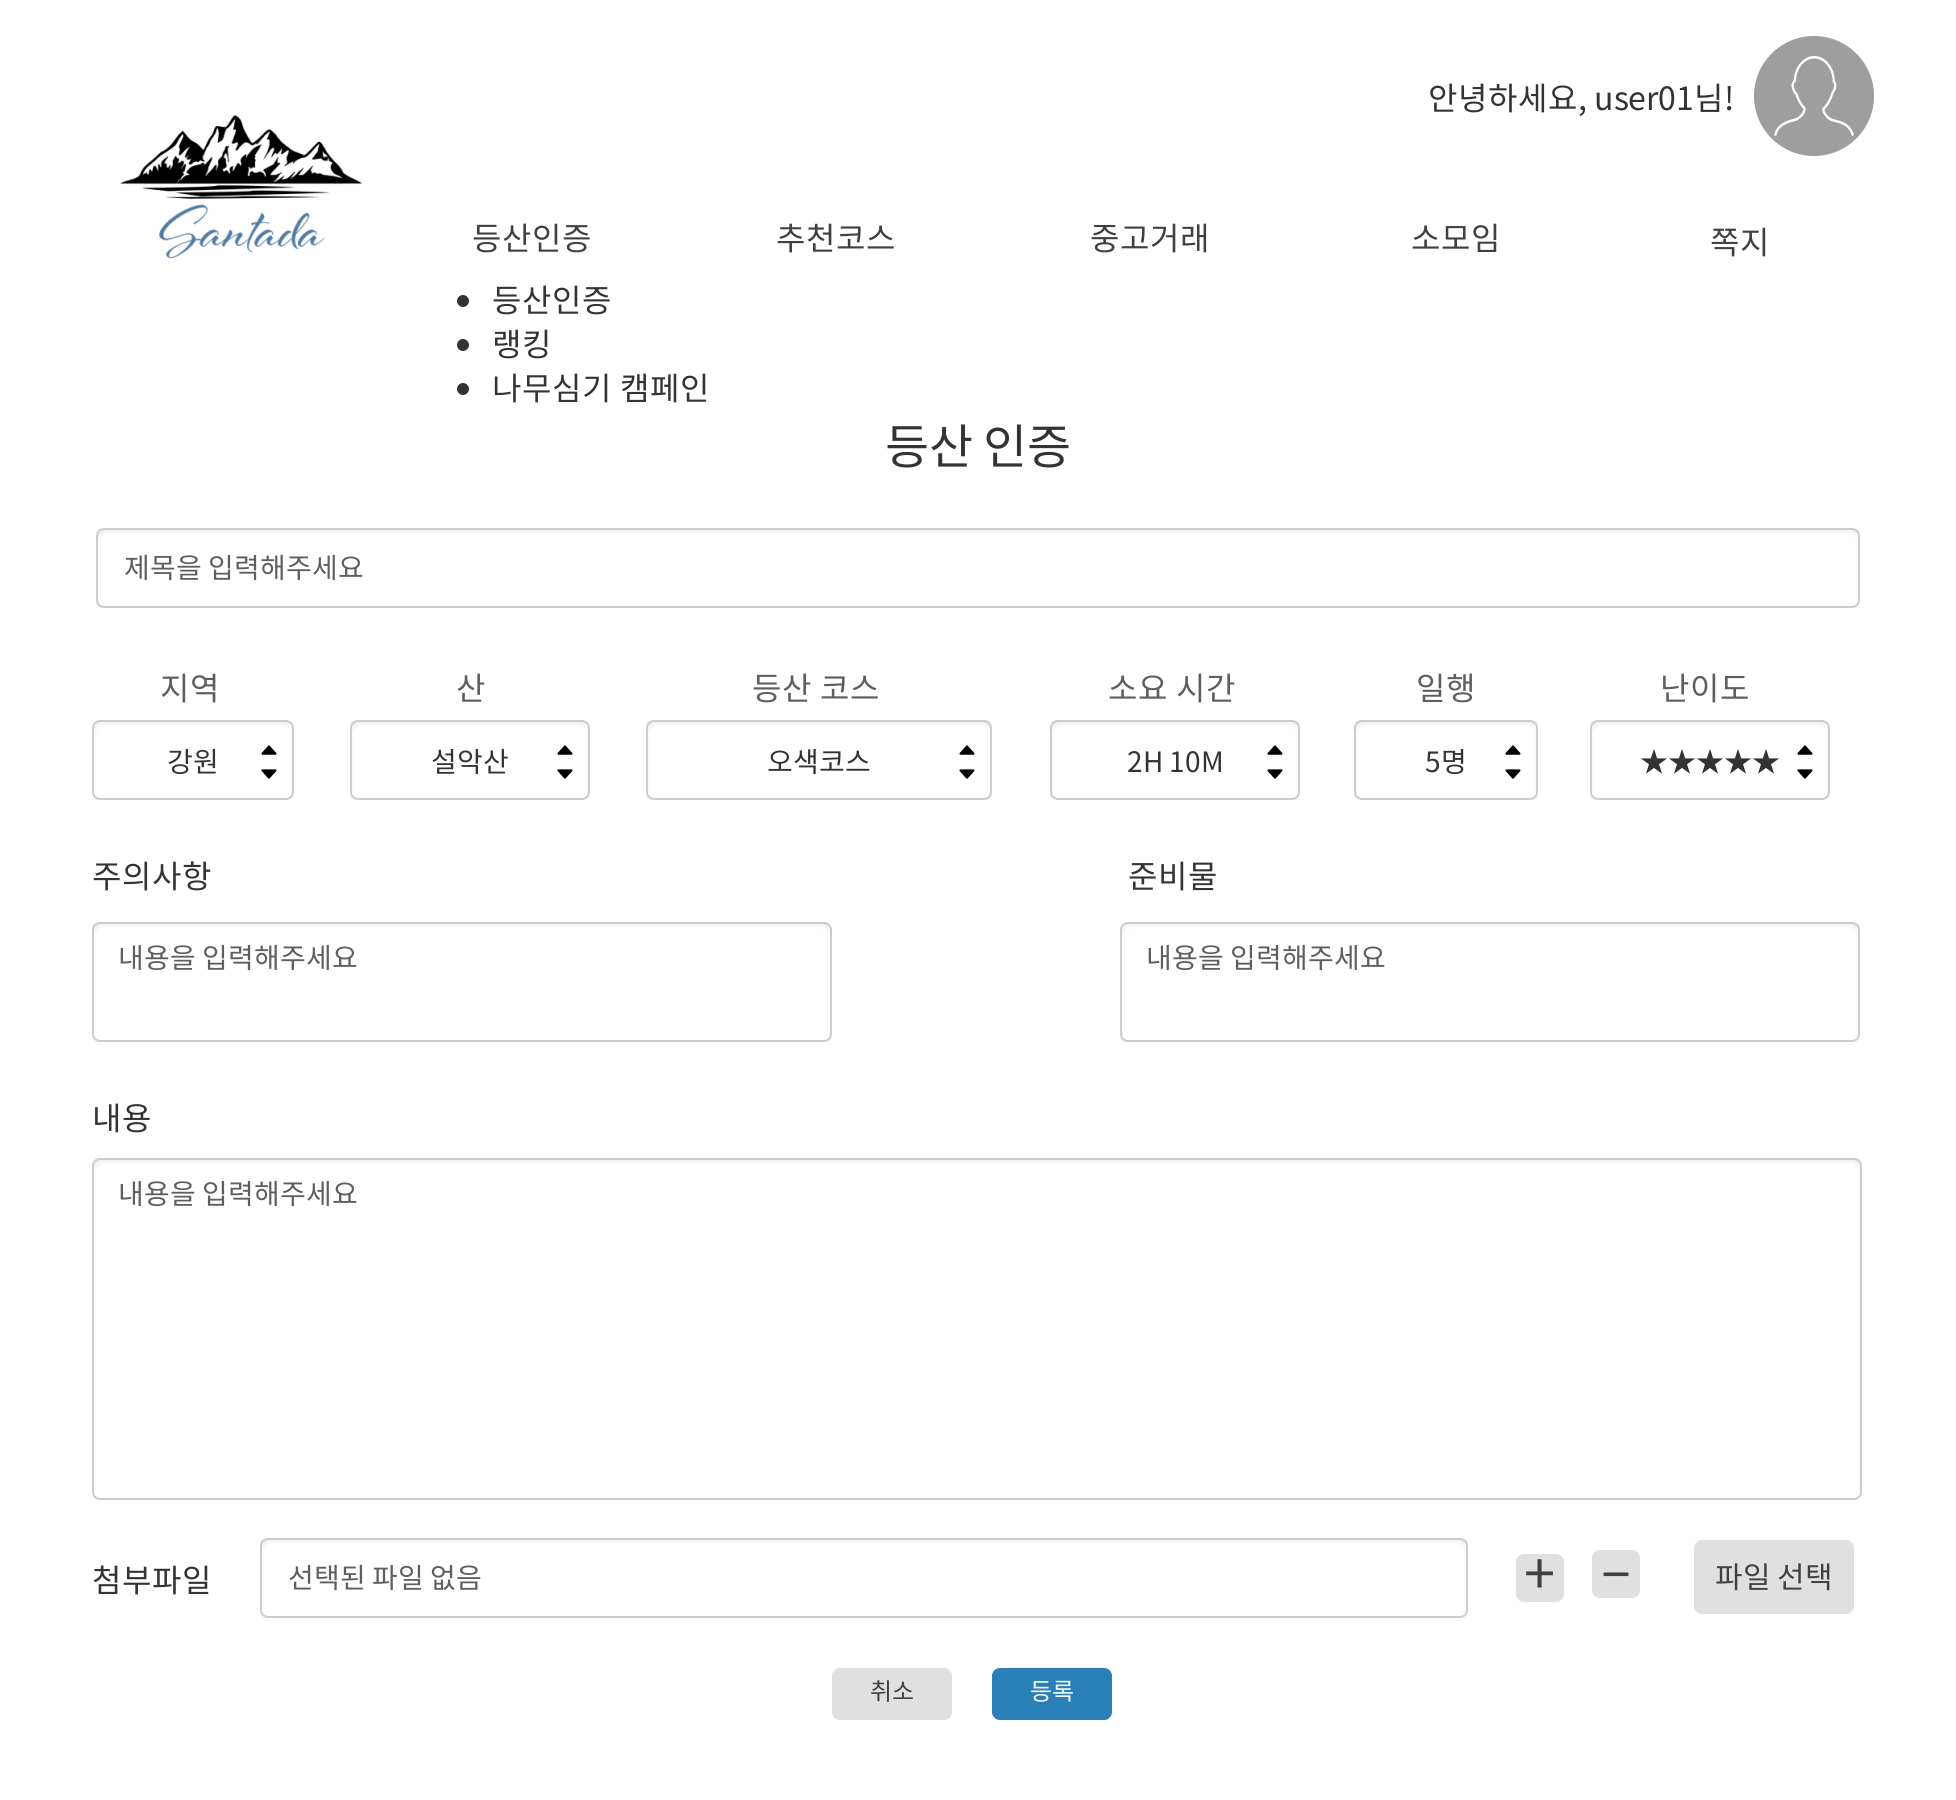 안녕하세요, user01님!
Santada
등산인증 추천코스 중고거래 소모임 쪽지
• 등산인증
• 랭킹
• 나무심기 캠페인
등산 인증
제목을 입력해주세요
지역 산 등산 코스 소요 시간 일행 난이도
강원 설악산 오색코스 2H 10M 5명 ★★★★★
주의사항 준비물
내용을 입력해주세요 내용을 입력해주세요
내용
내용을 입력해주세요
첨부파일 선택된 파일 없음 + − 파일 선택
취소 등록